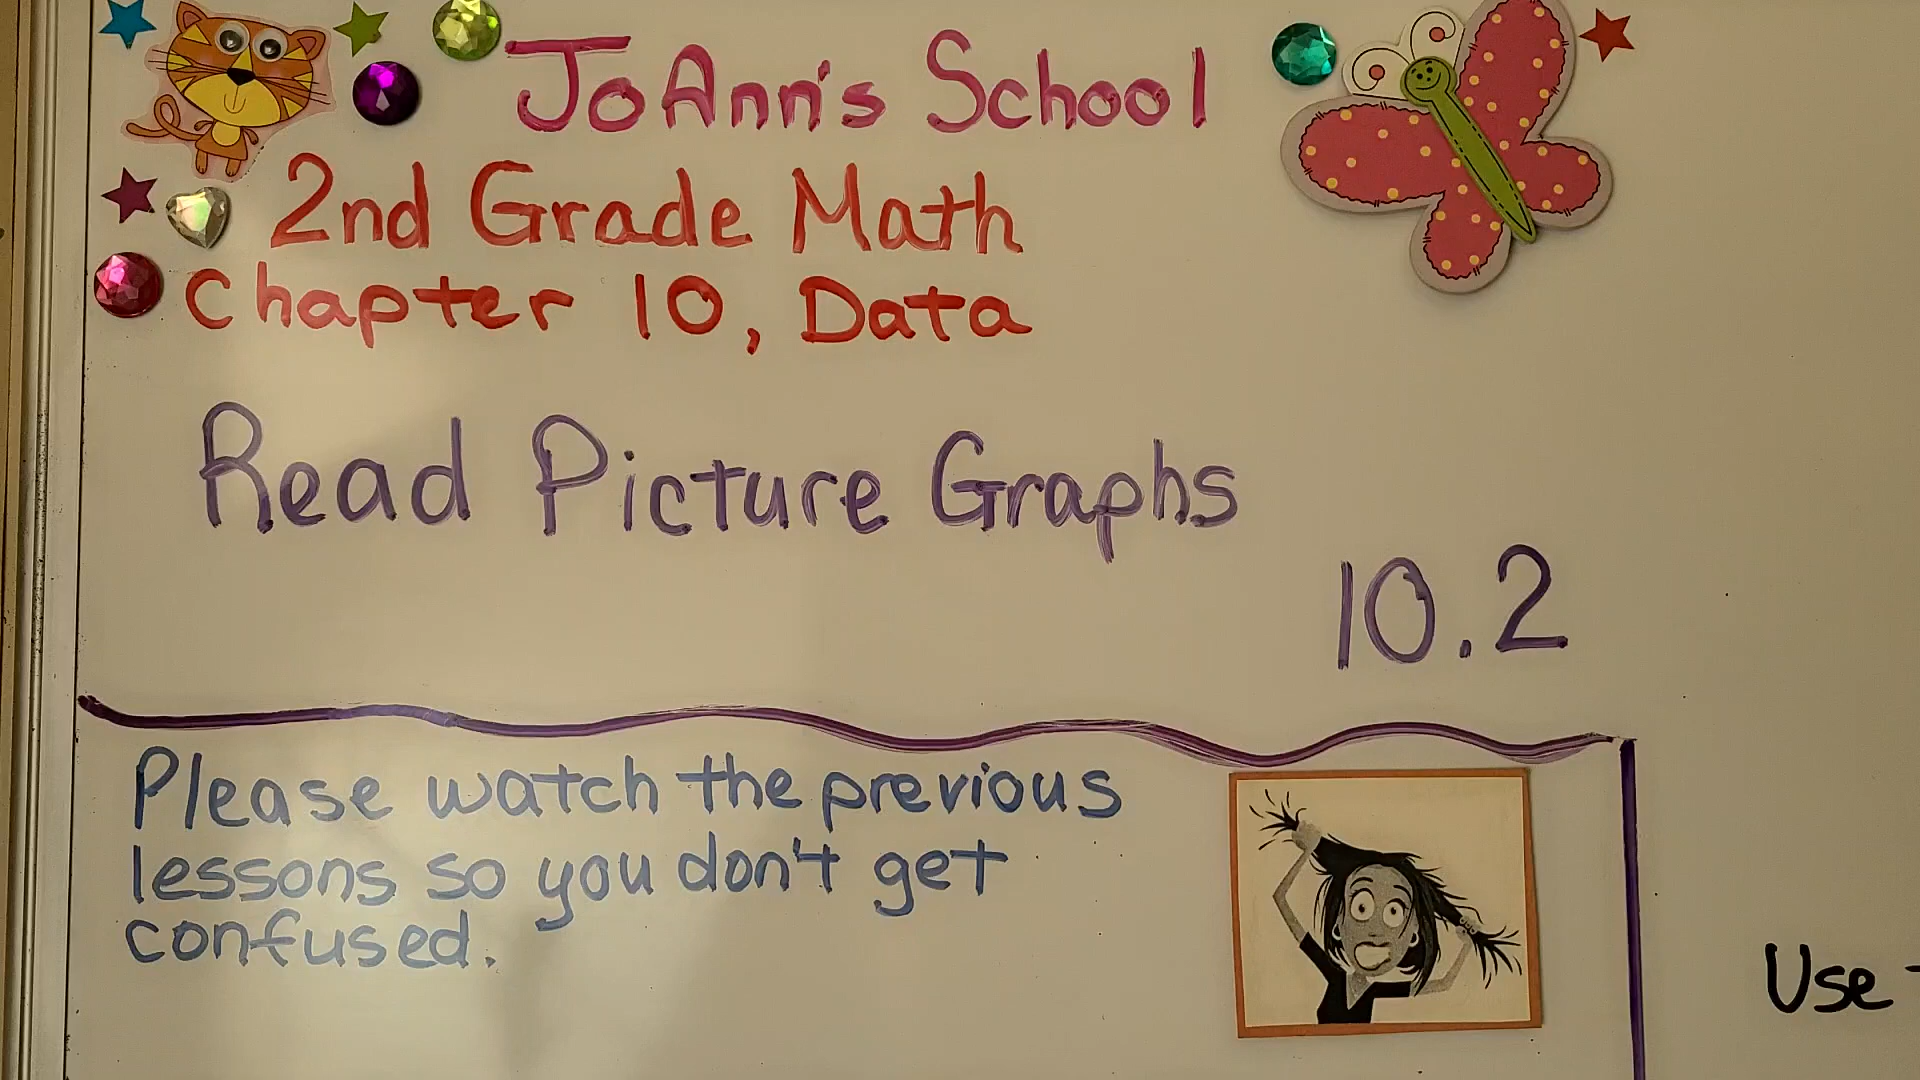 JoAnn's School
2nd Grade Math
Chapter 10, Data
Read Picture Graphs
10.2
Please watch the previous
lessons so you don't get
confused.
Use